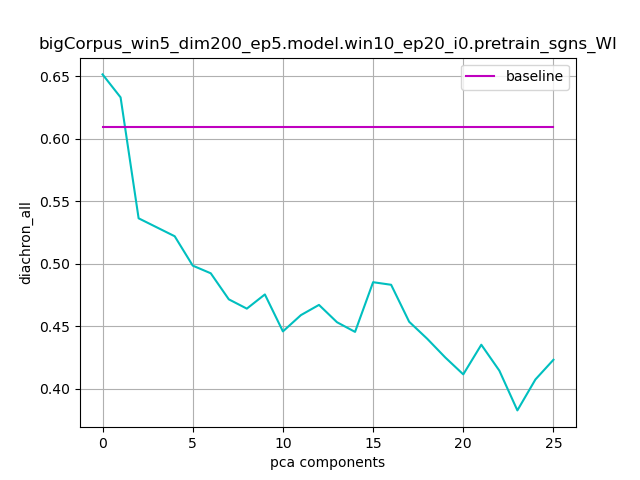 bigCorpus_win5_dim200_ep5.model.win10_ep20_i0.pretrain_sgns_WI
baseline
0.65
0.60
0.55
0.50
0.45
0.40
diachron_all
0 5 10 15 20 25
pca components